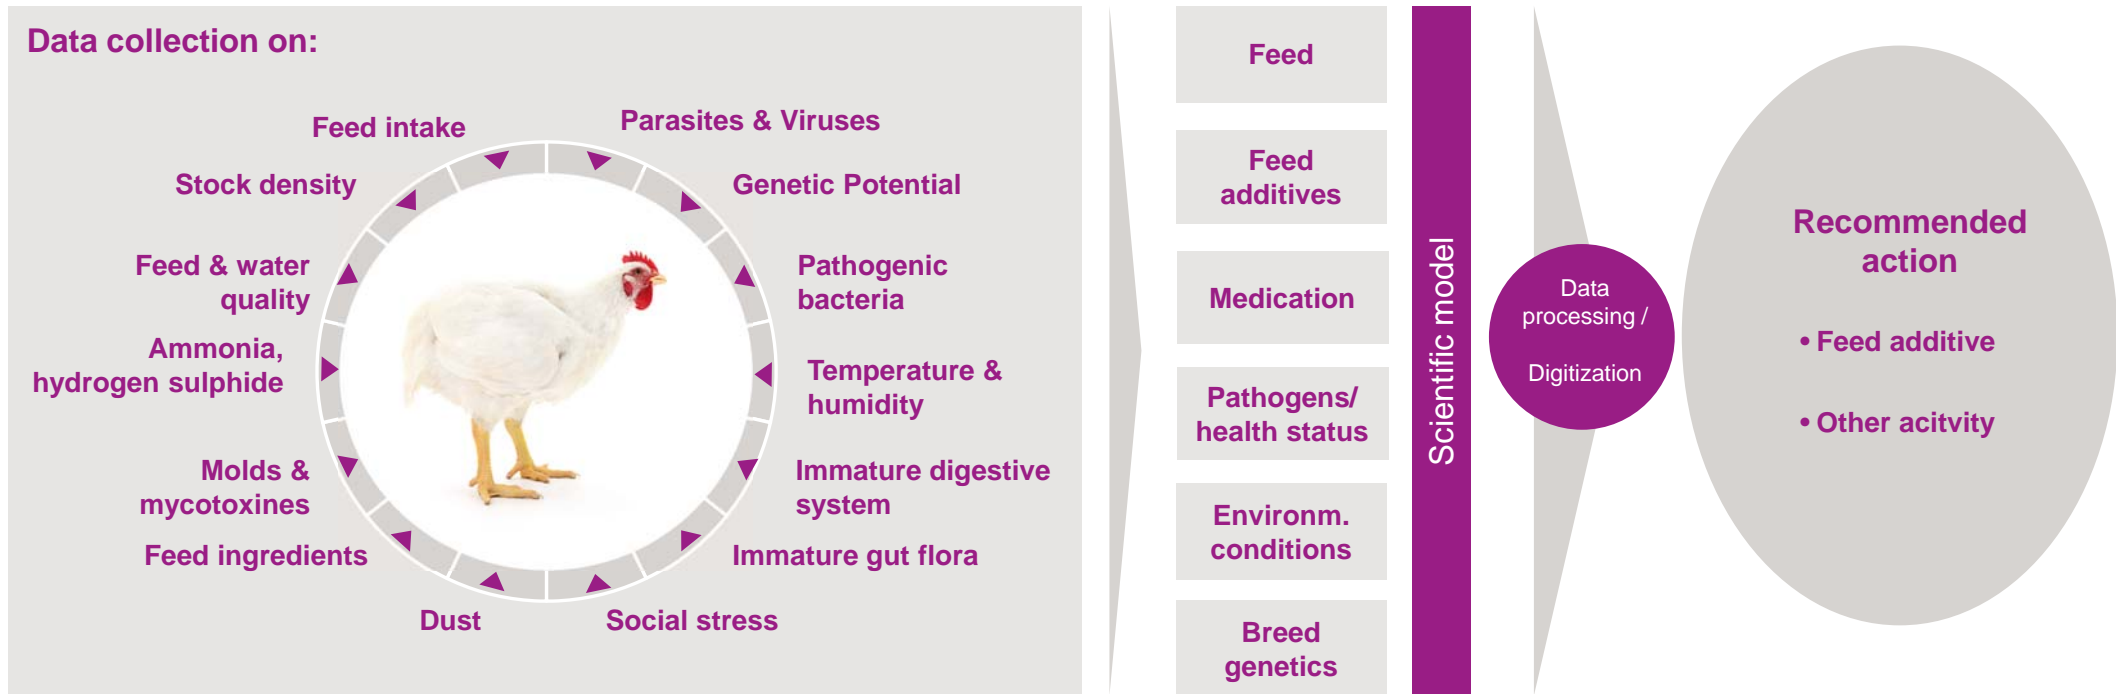 Data collection on:
Feed intake
Stock density
Feed & water
quality
Ammonia,
hydrogen sulphide
Molds &
mycotoxines
Feed ingredients
Dust
Parasites & Viruses
Genetic Potential
Pathogenic
bacteria
Temperature &
humidity
Immature digestive
system
Immature gut flora
Social stress
Feed
Feed
additives
Medication
Pathogens/
health status
Environm.
conditions
Breed
genetics
Scientific model
Data
processing /
Digitization
Recommended
action
• Feed additive
• Other acitvity